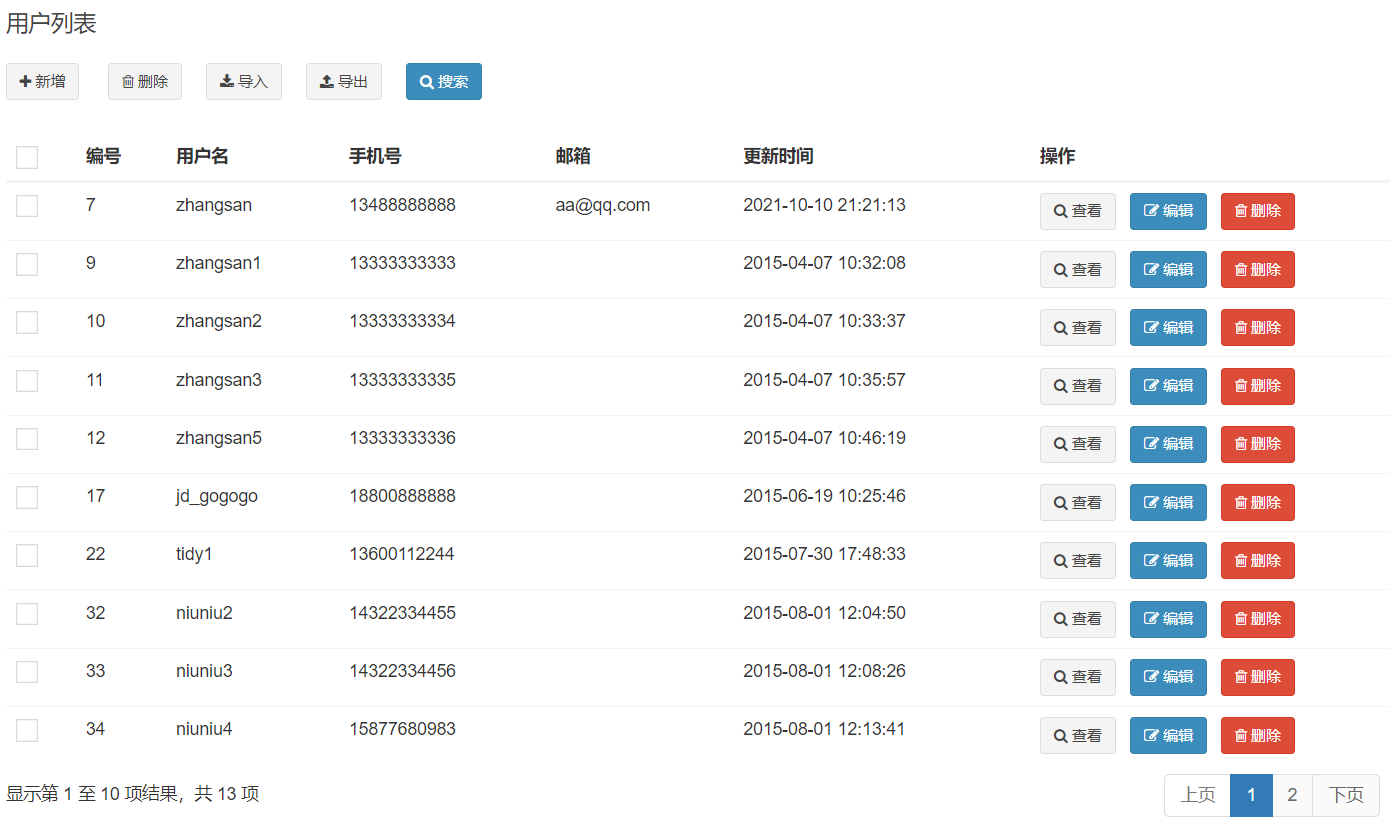 用户列表
新增 删除 导入 导出 搜索
编号 用户名 手机号 邮箱 更新时间 操作
7 zhangsan 13488888888 aa@qq.com 2021-10-10 21:21:13 查看 编辑 删除
9 zhangsan1 13333333333 2015-04-07 10:32:08 查看 编辑 删除
10 zhangsan2 13333333334 2015-04-07 10:33:37 查看 编辑 删除
11 zhangsan3 13333333335 2015-04-07 10:35:57 查看 编辑 删除
12 zhangsan5 13333333336 2015-04-07 10:46:19 查看 编辑 删除
17 jd_gogogo 18800888888 2015-06-19 10:25:46 查看 编辑 删除
22 tidy1 13600112244 2015-07-30 17:48:33 查看 编辑 删除
32 niuniu2 14322334455 2015-08-01 12:04:50 查看 编辑 删除
33 niuniu3 14322334456 2015-08-01 12:08:26 查看 编辑 删除
34 niuniu4 15877680983 2015-08-01 12:13:41 查看 编辑 删除
显示第 1 至 10 项结果，共 13 项 上页 1 2 下页